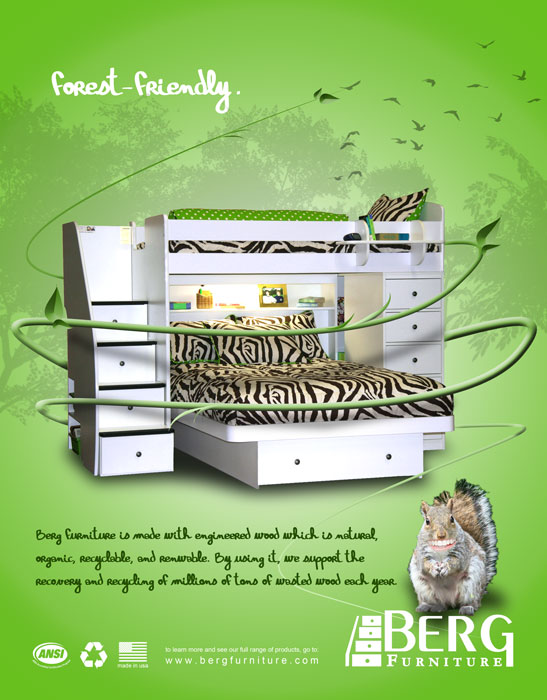 Forest-Friendly.
Berg Furniture is made with engineered wood which is natural,
organic, recyclable, and renwable. By using it, we support the
recovery and recycling of millions of tons of wasted wood each year.
ANSI
made in usa
to learn more and see our full range of products, go to:
www.bergfurniture.com
BERG
FURNITURE